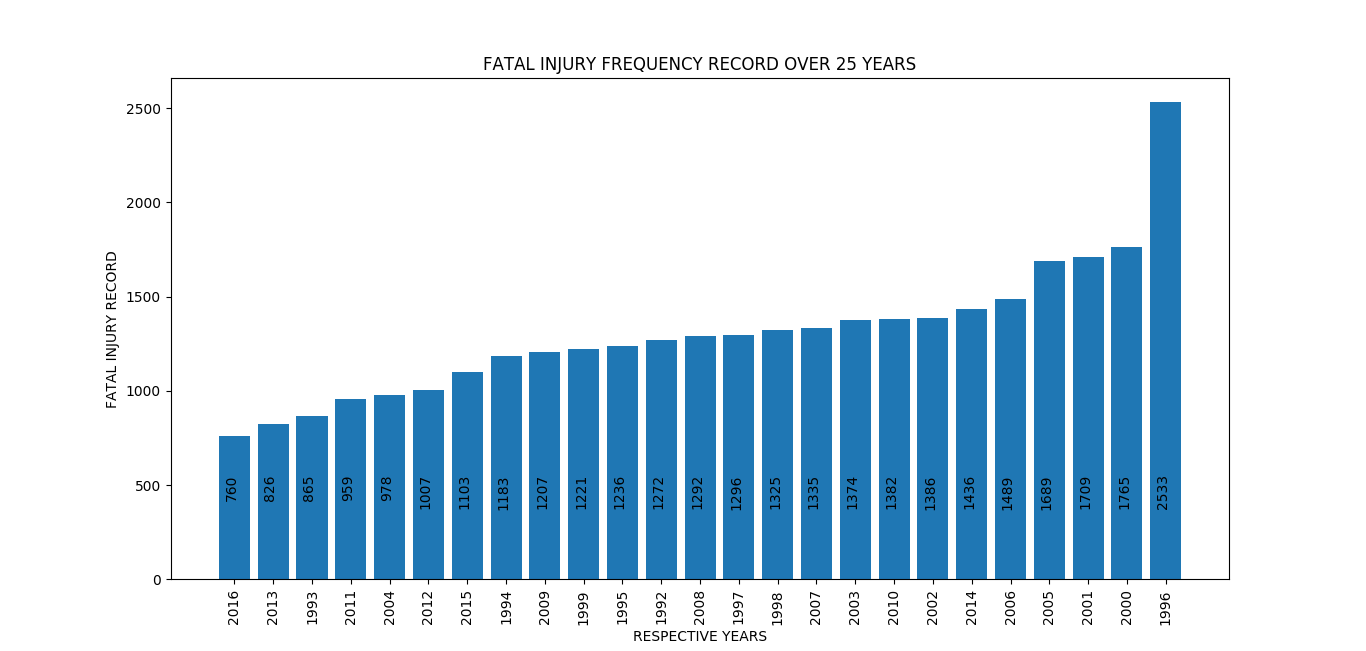 FATAL INJURY FREQUENCY RECORD OVER 25 YEARS
FATAL INJURY RECORD
2500
2000
1500
1000
500
0
760 826 865 959 978 1007 1103 1183 1207 1221 1236 1272 1292 1296 1325 1335 1374 1382 1386 1436 1489 1689 1709 1765 2533
2016 2013 1993 2011 2004 2012 2015 1994 2009 1999 1995 1992 2008 1997 1998 2007 2003 2010 2002 2014 2006 2005 2001 2000 1996
RESPECTIVE YEARS